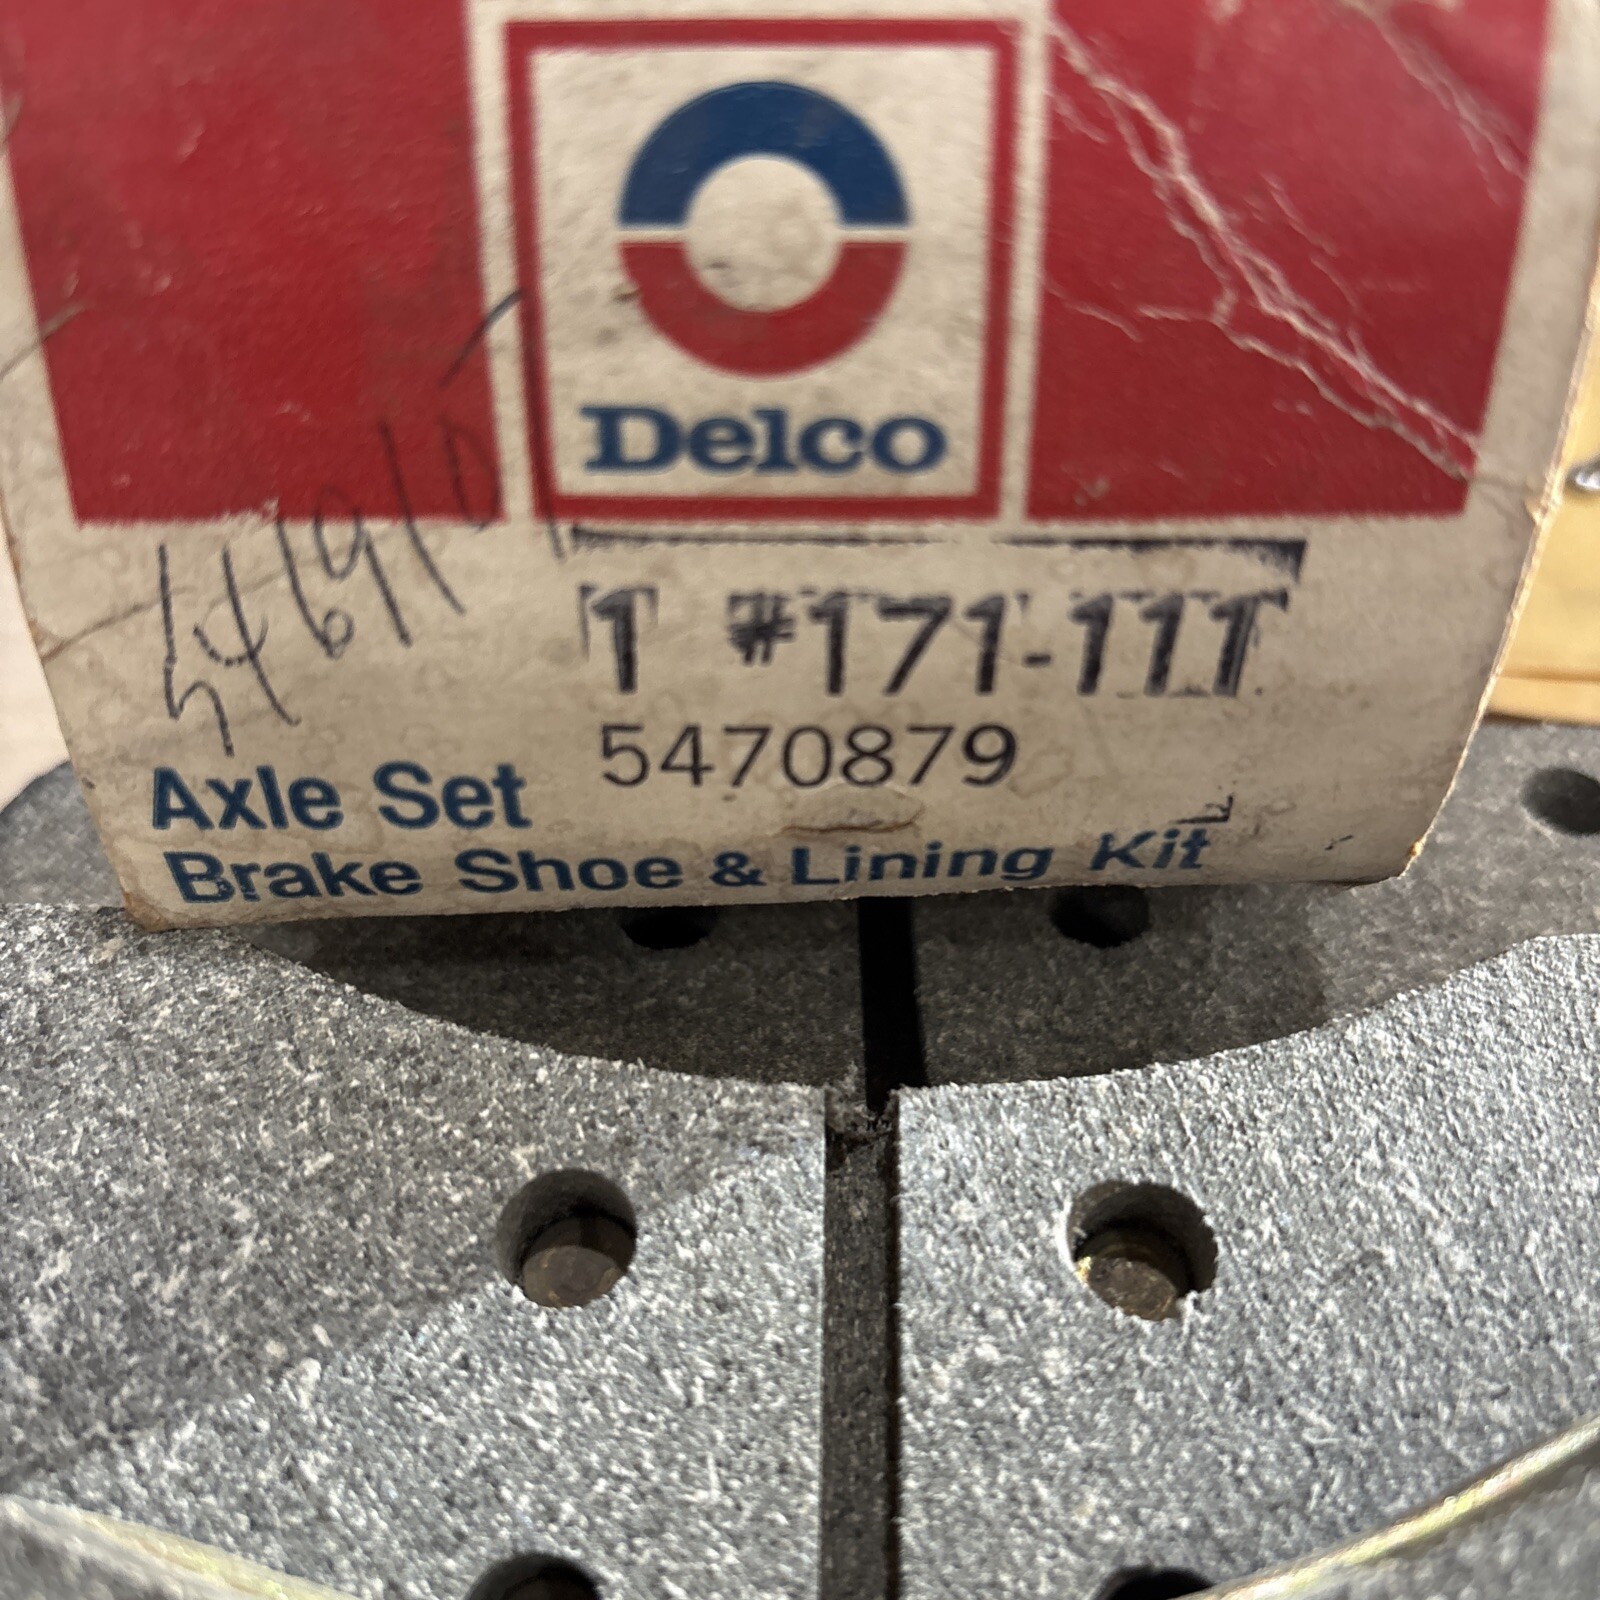 Delco
1 #171-111
5470879
Axle Set
Brake Shoe & Lining Kit